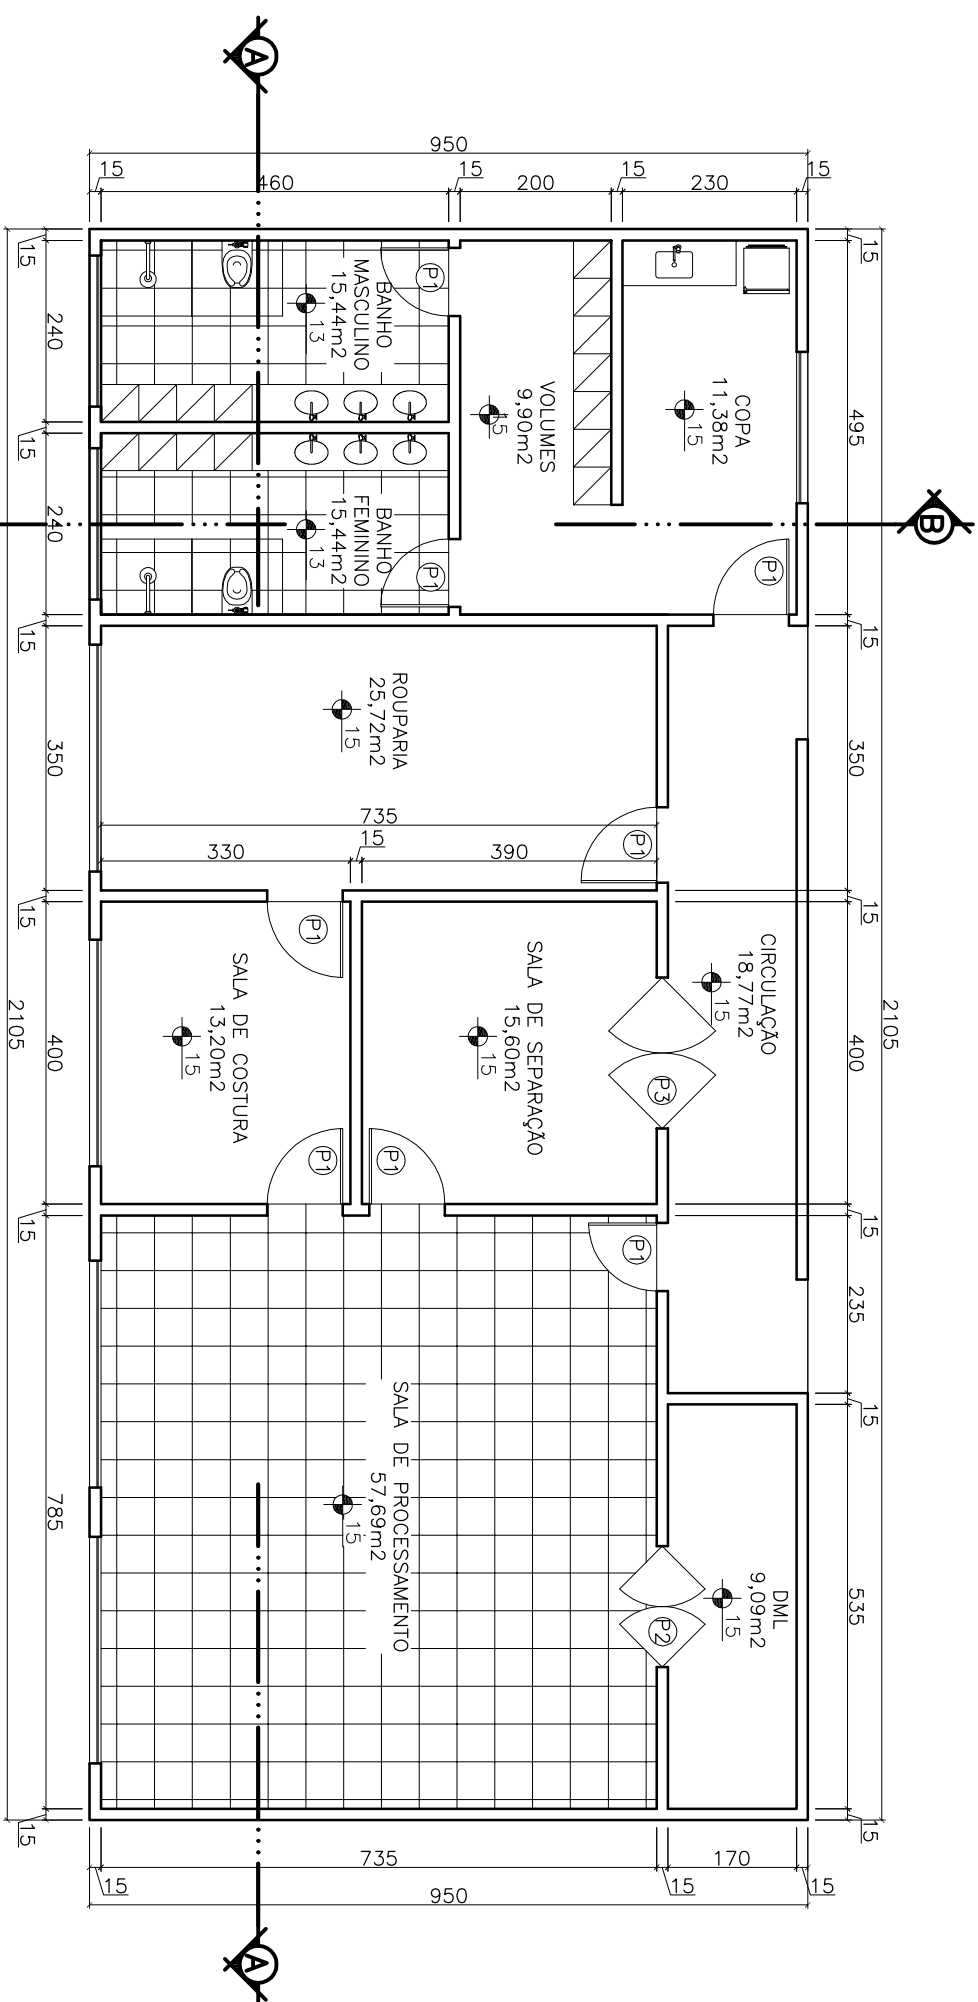 A
950
15
460
15
200
15
230
15
15
240
15
240
15
350
15
400
15
785
15
2105
15
495
15
350
15
400
15
235
15
535
15
2105
B
COPA
11,38m2
15
VOLUMES
9,90m2
15
BANHO
MASCULINO
15,44m2
13
P1
BANHO
FEMININO
15,44m2
13
P1
P1
ROUPARIA
25,72m2
15
735
330
15
390
P1
CIRCULAÇÃO
18,77m2
15
SALA DE SEPARAÇÃO
15,60m2
15
P3
SALA DE COSTURA
13,20m2
15
P1
P1
P1
P1
SALA DE PROCESSAMENTO
57,69m2
15
DML
9,09m2
15
P2
15
735
15
170
15
950
A